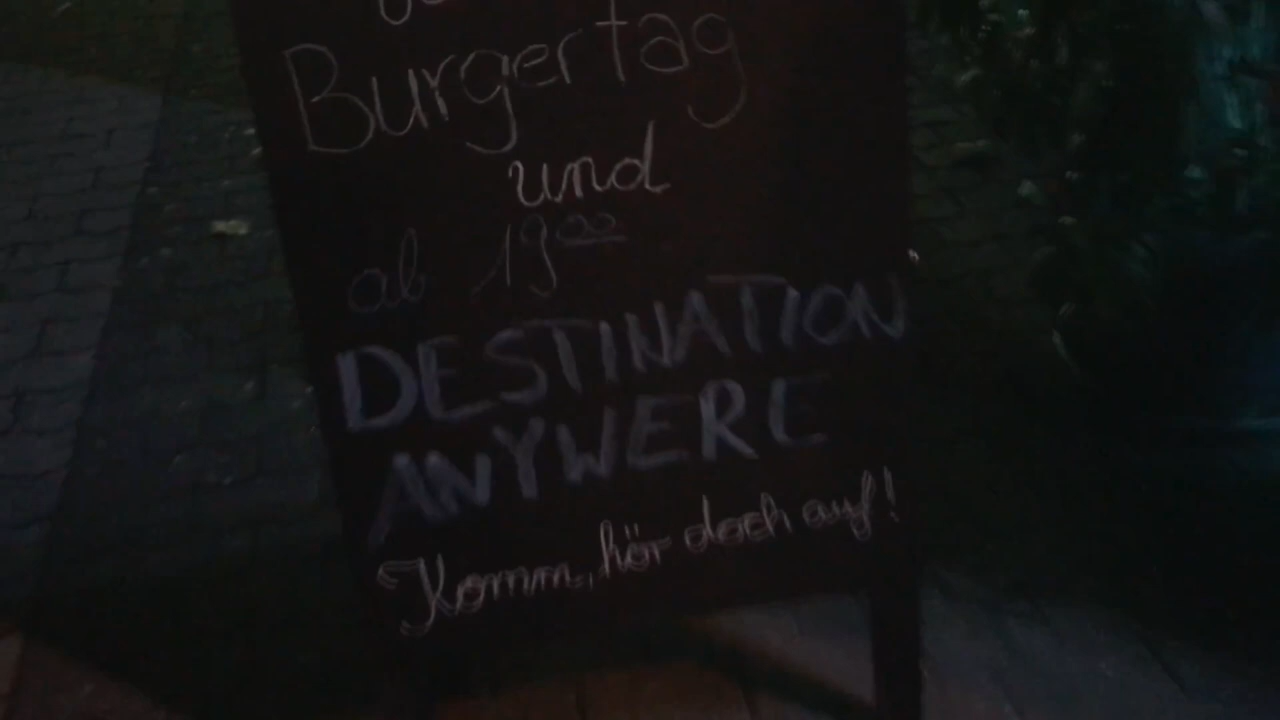 Burgertag
und
ab 19⁰⁰
DESTINATION
ANYWERE
Komm, hör doch auf!